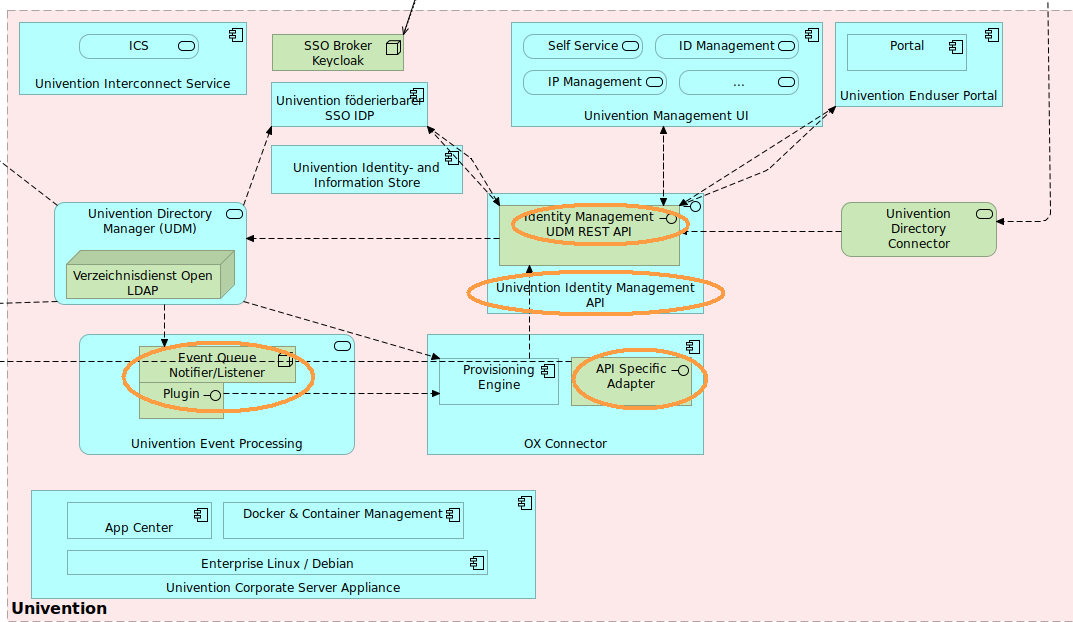 ICS
Univention Interconnect Service
SSO Broker
Keycloak
Univention föderierbarer
SSO IDP
Univention Identity- and
Information Store
Self Service
ID Management
IP Management
...
Univention Management UI
Portal
Univention Enduser Portal
Univention Directory
Manager (UDM)
Verzeichnisdienst Open
LDAP
Identity Management
UDM REST API
Univention Identity Management
API
Univention
Directory
Connector
Event Queue
Notifier/Listener
Plugin
Univention Event Processing
Provisioning
Engine
API Specific
Adapter
OX Connector
App Center
Docker & Container Management
Enterprise Linux / Debian
Univention Corporate Server Appliance
Univention